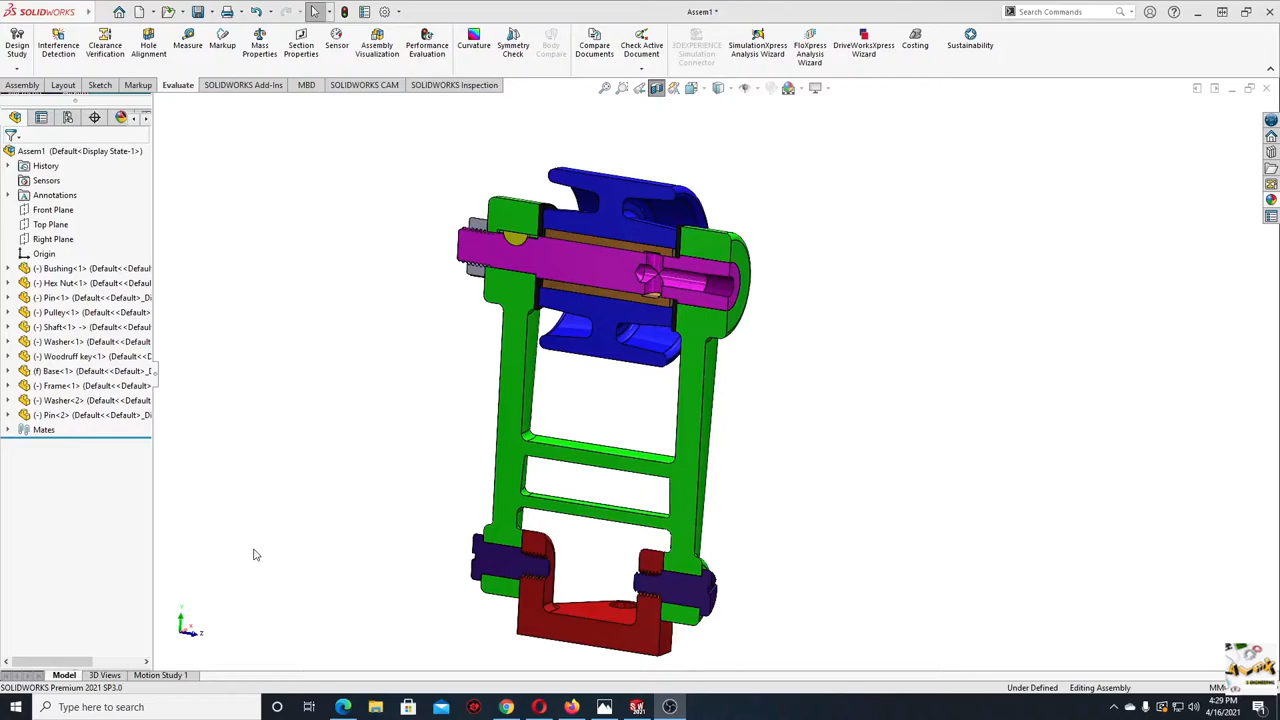 SOLIDWORKS
Assem1 *
Search Commands
Design Study
Interference Detection
Clearance Verification
Hole Alignment
Measure
Markup
Mass Properties
Section Properties
Sensor
Assembly Visualization
Performance Evaluation
Curvature
Symmetry Check
Body Compare
Compare Documents
Check Active Document
3DEXPERIENCE Simulation Connector
SimulationXpress Analysis Wizard
FloXpress Analysis Wizard
DriveWorksXpress Wizard
Costing
Sustainability
Assembly
Layout
Sketch
Markup
Evaluate
SOLIDWORKS Add-Ins
MBD
SOLIDWORKS CAM
SOLIDWORKS Inspection
Assem1 (Default<Display State-1>)
History
Sensors
Annotations
Front Plane
Top Plane
Right Plane
Origin
(-) Bushing<1> (Default<<Defaul
(-) Hex Nut<1> (Default<<Defaul
(-) Pin<1> (Default<<Default>_Di
(-) Pulley<1> (Default<<Default>
(-) Shaft<1> -> (Default<<Defaul
(-) Washer<1> (Default<<Default
(-) Woodruff key<1> (Default<<D
(f) Base<1> (Default<<Default>_D
(-) Frame<1> (Default<<Default>
(-) Washer<2> (Default<<Default
(-) Pin<2> (Default<<Default>_Di
Mates
Y
X
Z
Model
3D Views
Motion Study 1
SOLIDWORKS Premium 2021 SP3.0
Under Defined
Editing Assembly
Type here to search
4:29 PM
4/16/2021